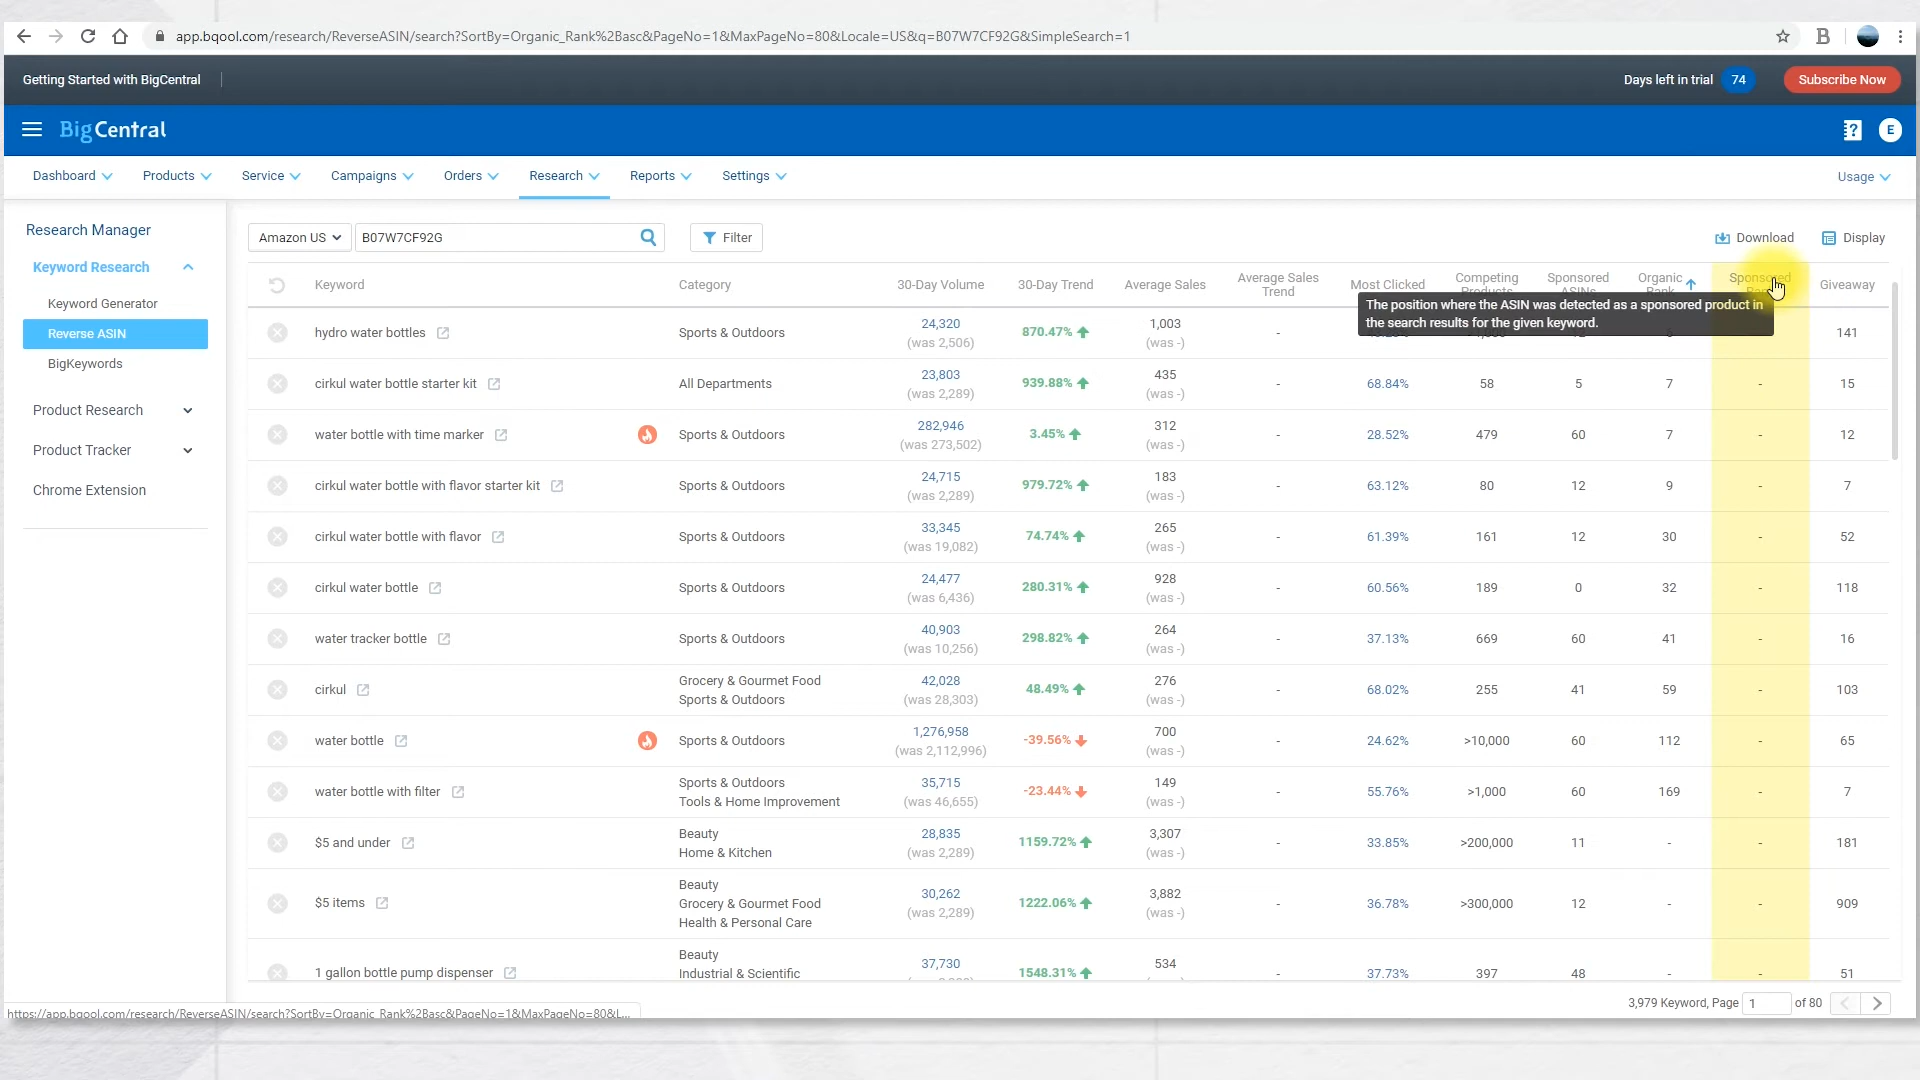 app.bqool.com/research/ReverseASIN/search?SortBy=Organic_Rank%2Basc&PageNo=1&MaxPageNo=80&Locale=US&q=B07W7CF92G&SimpleSearch=1
Getting Started with BigCentral
Days left in trial 74 Subscribe Now
BigCentral
E
Dashboard Products Service Campaigns Orders Research Reports Settings Usage
Research Manager
Keyword Research
Keyword Generator
Reverse ASIN
BigKeywords
Product Research
Product Tracker
Chrome Extension
Amazon US B07W7CF92G Filter Download Display
Keyword Category 30-Day Volume 30-Day Trend Average Sales Average Sales Trend Most Clicked Competing Products Sponsored ASINs Organic Rank Sponsored Giveaway
The position where the ASIN was detected as a sponsored product in
the search results for the given keyword.
hydro water bottles Sports & Outdoors 24,320 (was 2,506) 870.47% 1,003 (was -) - - 141
cirkul water bottle starter kit All Departments 23,803 (was 2,289) 939.88% 435 (was -) - 68.84% 58 5 7 - 15
water bottle with time marker Sports & Outdoors 282,946 (was 273,502) 3.45% 312 (was -) - 28.52% 479 60 7 - 12
cirkul water bottle with flavor starter kit Sports & Outdoors 24,715 (was 2,289) 979.72% 183 (was -) - 63.12% 80 12 9 - 7
cirkul water bottle with flavor Sports & Outdoors 33,345 (was 19,082) 74.74% 265 (was -) - 61.39% 161 12 30 - 52
cirkul water bottle Sports & Outdoors 24,477 (was 6,436) 280.31% 928 (was -) - 60.56% 189 0 32 - 118
water tracker bottle Sports & Outdoors 40,903 (was 10,256) 298.82% 264 (was -) - 37.13% 669 60 41 - 16
cirkul Grocery & Gourmet Food Sports & Outdoors 42,028 (was 28,303) 48.49% 276 (was -) - 68.02% 255 41 59 - 103
water bottle Sports & Outdoors 1,276,958 (was 2,112,996) -39.56% 700 (was -) - 24.62% >10,000 60 112 - 65
water bottle with filter Sports & Outdoors Tools & Home Improvement 35,715 (was 46,655) -23.44% 149 (was -) - 55.76% >1,000 60 169 - 7
$5 and under Beauty Home & Kitchen 28,835 (was 2,289) 1159.72% 3,307 (was -) - 33.85% >200,000 11 - - 181
$5 items Beauty Grocery & Gourmet Food Health & Personal Care 30,262 (was 2,289) 1222.06% 3,882 (was -) - 36.78% >300,000 12 - - 909
1 gallon bottle pump dispenser Beauty Industrial & Scientific 37,730 1548.31% 534 - 37.73% 397 48 - - 51
3,979 Keyword, Page 1 of 80
https://app.bqool.com/research/ReverseASIN/search?SortBy=Organic_Rank%2Basc&PageNo=1&MaxPageNo=80&L...